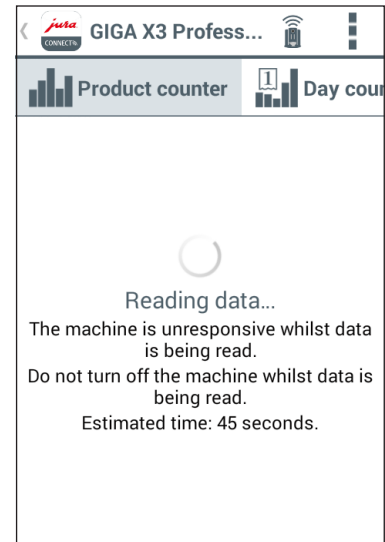 jura
CONNECT
GIGA X3 Profess...
Product counter
1
Day cour
Reading data...
The machine is unresponsive whilst data
is being read.
Do not turn off the machine whilst data is
being read.
Estimated time: 45 seconds.